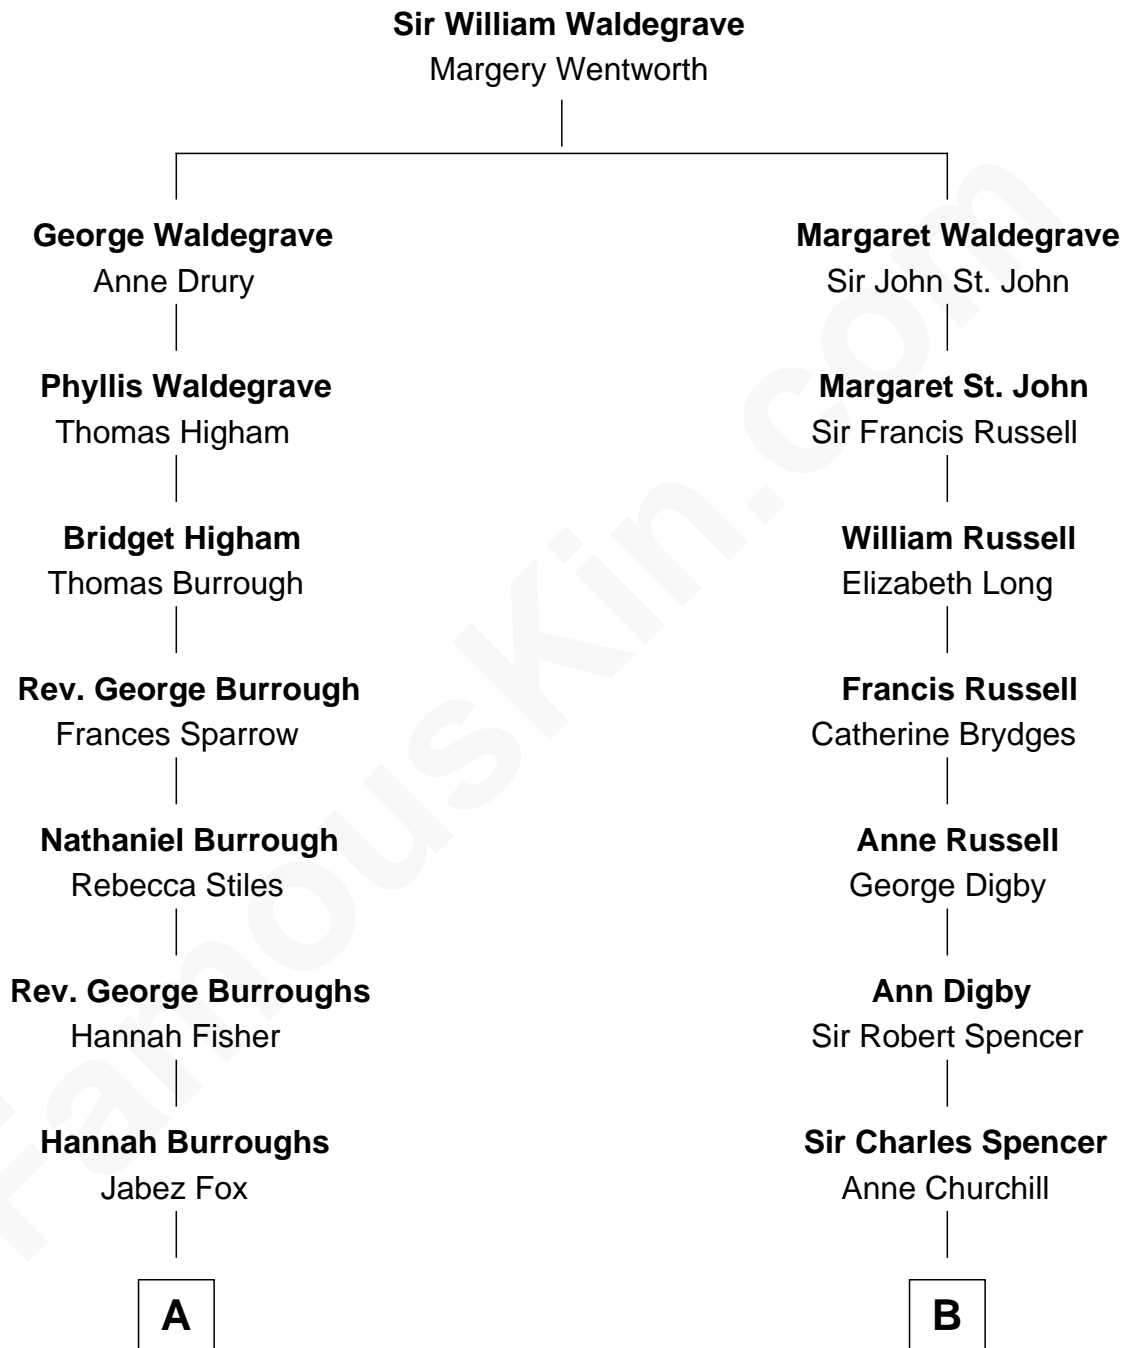 Sir William Waldegrave
Margery Wentworth
George Waldegrave
Anne Drury
Margaret Waldegrave
Sir John St. John
Phyllis Waldegrave
Thomas Higham
Margaret St. John
Sir Francis Russell
Bridget Higham
Thomas Burrough
William Russell
Elizabeth Long
Rev. George Burrough
Frances Sparrow
Francis Russell
Catherine Brydges
Nathaniel Burrough
Rebecca Stiles
Anne Russell
George Digby
Rev. George Burroughs
Hannah Fisher
Ann Digby
Sir Robert Spencer
Hannah Burroughs
Jabez Fox
Sir Charles Spencer
Anne Churchill
A
B
FamousKin.com